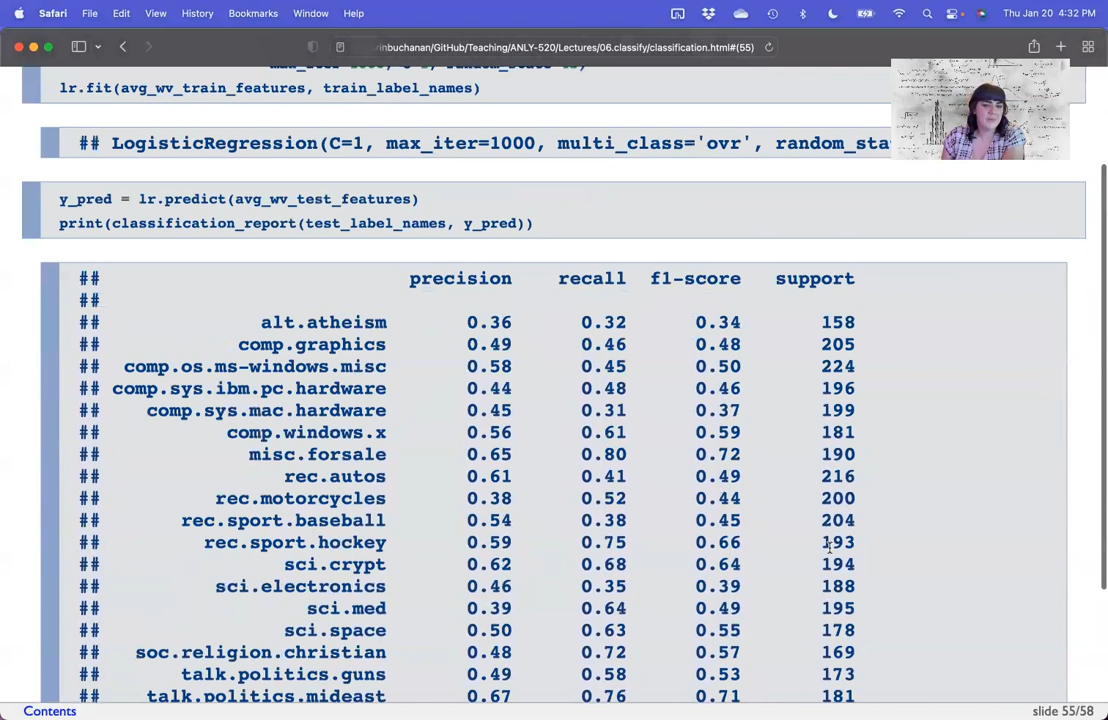 Safari File Edit View History Bookmarks Window Help Thu Jan 20 4:32 PM
inbuchanan/GitHub/Teaching/ANLY-520/Lectures/06.classify/classification.html#(55)
lr.fit(avg_wv_train_features, train_label_names)
## LogisticRegression(C=1, max_iter=1000, multi_class='ovr', random_sta
y_pred = lr.predict(avg_wv_test_features)
print(classification_report(test_label_names, y_pred))
## precision recall f1-score support
##
## alt.atheism 0.36 0.32 0.34 158
## comp.graphics 0.49 0.46 0.48 205
## comp.os.ms-windows.misc 0.58 0.45 0.50 224
## comp.sys.ibm.pc.hardware 0.44 0.48 0.46 196
## comp.sys.mac.hardware 0.45 0.31 0.37 199
## comp.windows.x 0.56 0.61 0.59 181
## misc.forsale 0.65 0.80 0.72 190
## rec.autos 0.61 0.41 0.49 216
## rec.motorcycles 0.38 0.52 0.44 200
## rec.sport.baseball 0.54 0.38 0.45 204
## rec.sport.hockey 0.59 0.75 0.66 193
## sci.crypt 0.62 0.68 0.64 194
## sci.electronics 0.46 0.35 0.39 188
## sci.med 0.39 0.64 0.49 195
## sci.space 0.50 0.63 0.55 178
## soc.religion.christian 0.48 0.72 0.57 169
## talk.politics.guns 0.49 0.58 0.53 173
## talk.politics.mideast 0.67 0.76 0.71 181
Contents slide 55/58